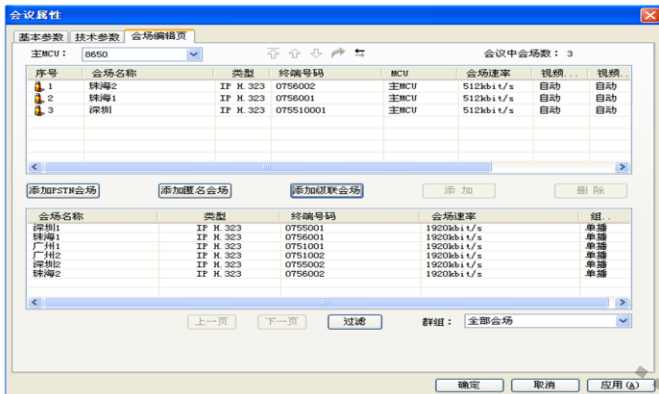 会议属性
基本参数 技术参数 会场编辑页
主MCU: 8650 会议中会场数: 3
序号 会场名称 类型 终端号码 MCU 会场速率 视频... 视频..
1 珠海2 IP H.323 0756002 主MCU 512kbit/s 自动 自动
2 珠海1 IP H.323 0756001 主MCU 512kbit/s 自动 自动
3 深圳 IP H.323 075510001 主MCU 512kbit/s 自动 自动
添加PSTN会场 添加匿名会场 添加级联会场 添 加 删 除
会场名称 类型 终端号码 会场速率 组..
深圳1 IP H.323 0755001 1920kbit/s 单播
珠海1 IP H.323 0756001 1920kbit/s 单播
广州1 IP H.323 0751001 1920kbit/s 单播
广州2 IP H.323 0751002 1920kbit/s 单播
深圳2 IP H.323 0755002 1920kbit/s 单播
珠海2 IP H.323 0756002 1920kbit/s 单播
上一页 下一页 过滤 群组: 全部会场
确定 取消 应用(A)